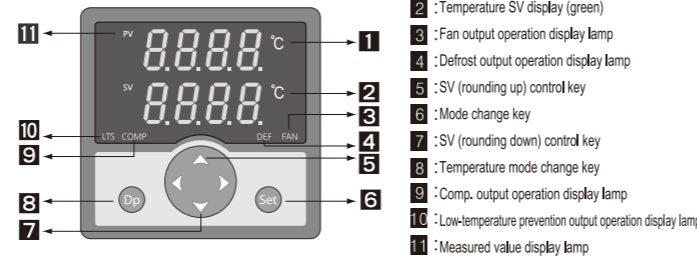 11
PV
8.8.8.8. °C
1
SV
8.8.8.8. °C
2
3
10
LTS COMP
DEF FAN
4
9
5
8
Dp
Set
6
7
2 : Temperature SV display (green)
3 : Fan output operation display lamp
4 : Defrost output operation display lamp
5 : SV (rounding up) control key
6 : Mode change key
7 : SV (rounding down) control key
8 : Temperature mode change key
9 : Comp. output operation display lamp
10 : Low-temperature prevention output operation display lamp
11 : Measured value display lamp